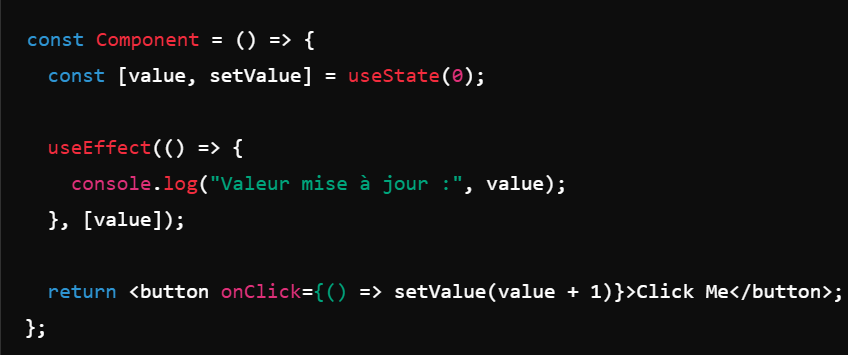 const Component = () => {
const [value, setValue] = useState(0);
useEffect(() => {
console.log("Valeur mise à jour :", value);
}, [value]);
return <button onClick={() => setValue(value + 1)}>Click Me</button>;
};